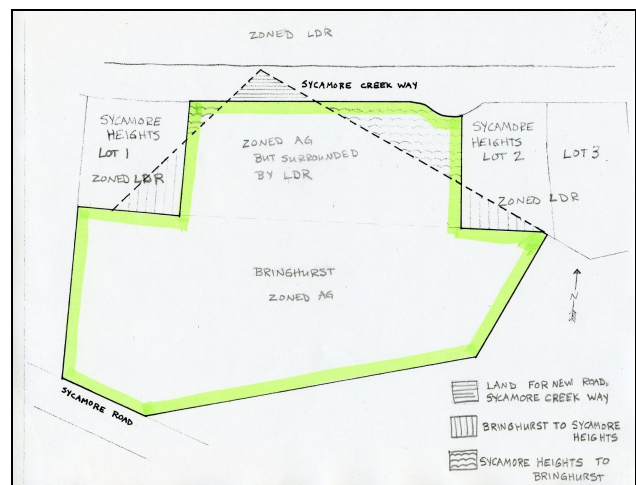 ZONED LDR
SYCAMORE CREEK WAY
SYCAMORE
HEIGHTS
LOT 1
ZONED LDR
ZONED AG
BUT SURROUNDED
BY LDR
SYCAMORE
HEIGHTS
LOT 2
LOT 3
ZONED LDR
BRINGHURST
ZONED AG
N
SYCAMORE ROAD
LAND FOR NEW ROAD,
SYCAMORE CREEK WAY
BRINGHURST TO SYCAMORE
HEIGHTS
SYCAMORE HEIGHTS TO
BRINGHURST